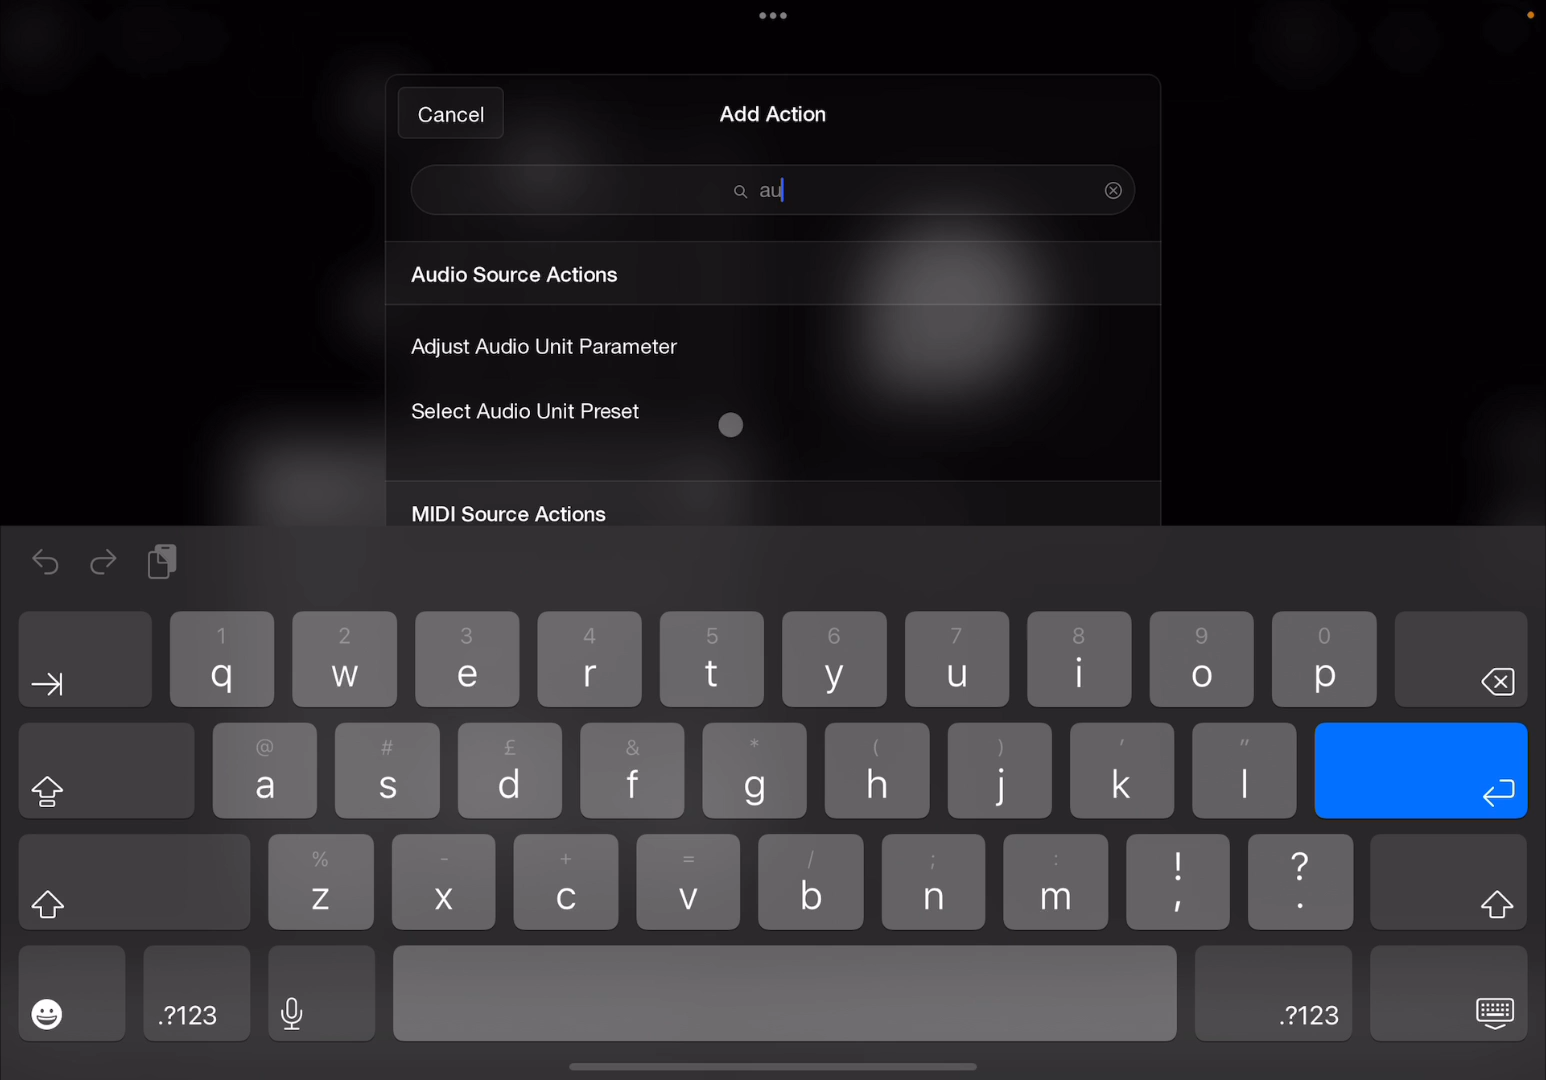 Cancel
Add Action
au
Audio Source Actions
Adjust Audio Unit Parameter
Select Audio Unit Preset
MIDI Source Actions
1 2 3 4 5 6 7 8 9 0
q w e r t y u i o p
@ # £ & * ( ) ' "
a s d f g h j k l
% - + = / ; : ! ?
z x c v b n m , .
.?123 .?123